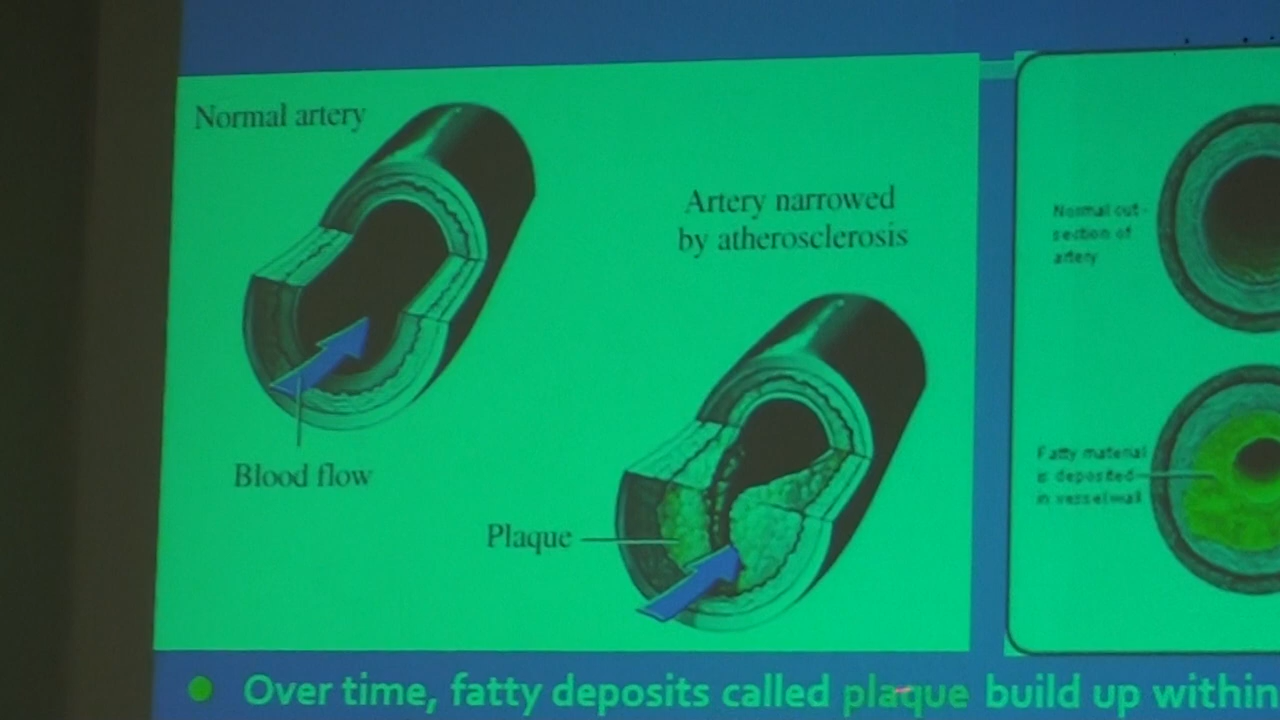 Normal artery
Artery narrowed
by atherosclerosis
Blood flow
Plaque
Normal cut-
section of
artery
Fatty material
is deposited
in vessel wall
Over time, fatty deposits called plaque build up within